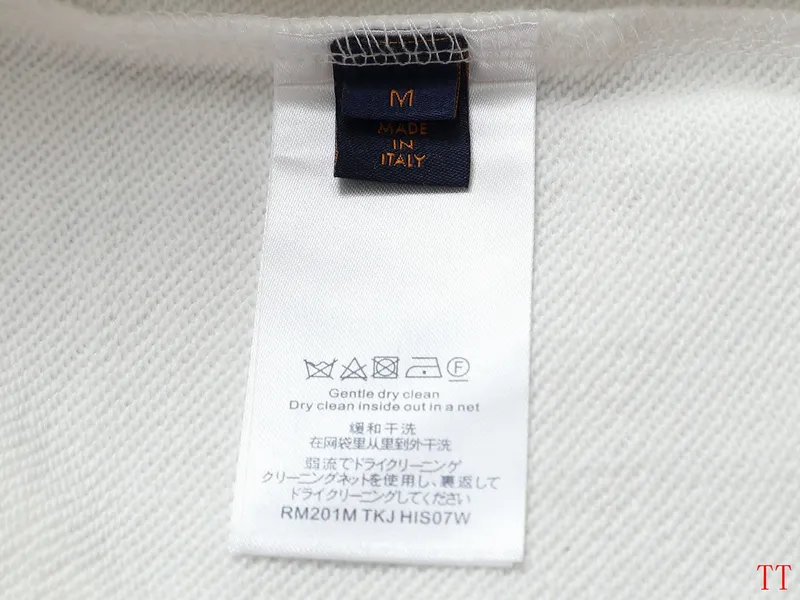 M
MADE
IN
ITALY
Gentle dry clean
Dry clean inside out in a net
缓和干洗
在网袋里从里到外干洗
弱流でドライクリーニング
クリーニングネットを使用し、裏返して
ドライクリーニングしてください
RM201M TKJ HIS07W
TT